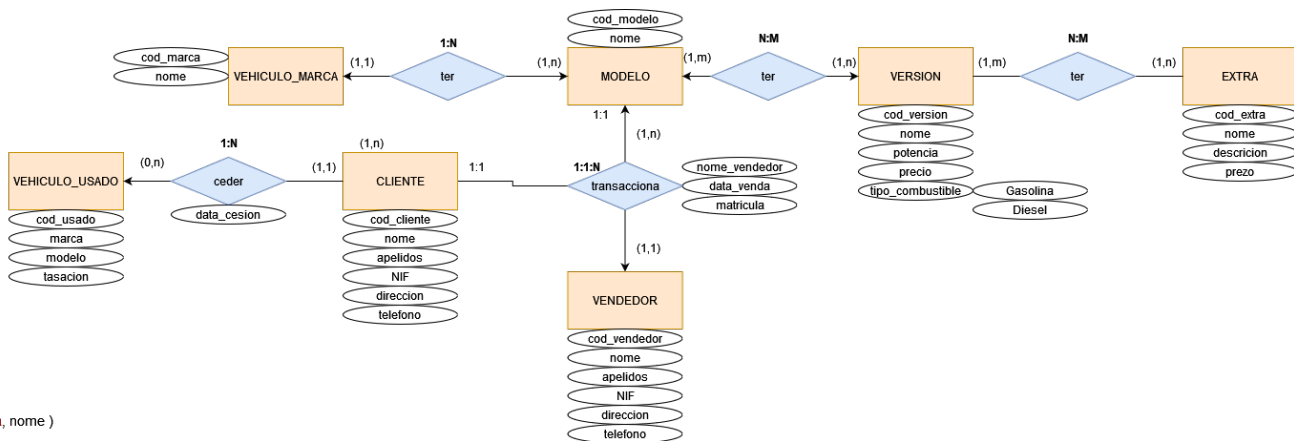 cod_modelo
nome
1:N
N:M
N:M
cod_marca
nome
VEHICULO_MARCA
(1,1)
ter
(1,n)
MODELO
(1,m)
ter
(1,n)
VERSION
(1,m)
ter
(1,n)
EXTRA
1:1
(1,n)
cod_version
nome
potencia
precio
tipo_combustible
Gasolina
Diesel
cod_extra
nome
descricion
prezo
1:N
(0,n)
VEHICULO_USADO
ceder
(1,1)
(1,n)
CLIENTE
1:1
1:1:N
transacciona
nome_vendedor
data_venda
matricula
data_cesion
cod_usado
marca
modelo
tasacion
cod_cliente
nome
apelidos
NIF
direccion
telefono
(1,1)
VENDEDOR
cod_vendedor
nome
apelidos
NIF
direccion
telefono
, nome )